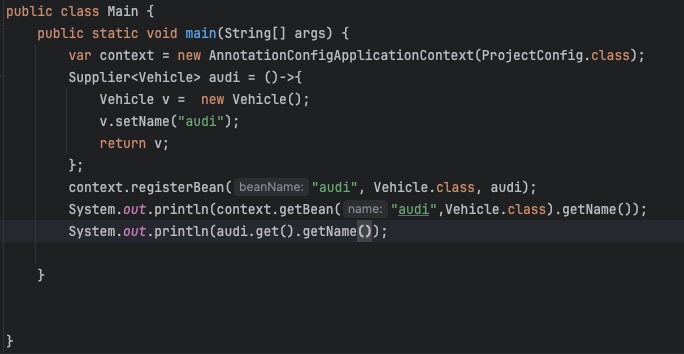 public class Main {
public static void main(String[] args) {
var context = new AnnotationConfigApplicationContext(ProjectConfig.class);
Supplier<Vehicle> audi = ()->{
Vehicle v =  new Vehicle();
v.setName("audi");
return v;
};
context.registerBean( beanName: "audi", Vehicle.class, audi);
System.out.println(context.getBean( name: "audi",Vehicle.class).getName());
System.out.println(audi.get().getName());
}
}